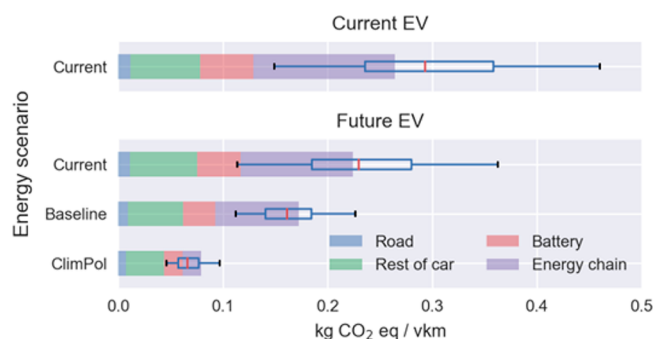 Current EV
Current
Future EV
Current
Baseline
ClimPol
Energy scenario
Road
Battery
Rest of car
Energy chain
0.0 0.1 0.2 0.3 0.4 0.5
kg CO₂ eq / vkm